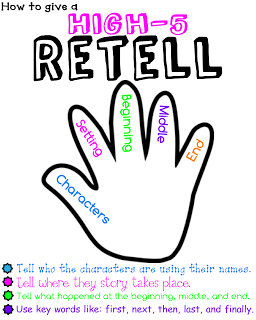 How to give a
HIGH-5
RETELL
Characters
Setting
Beginning
Middle
End
Tell who the characters are using their names.
Tell where they story takes place.
Tell what happened at the beginning, middle, and end.
Use key words like: first, next, then, last, and finally.